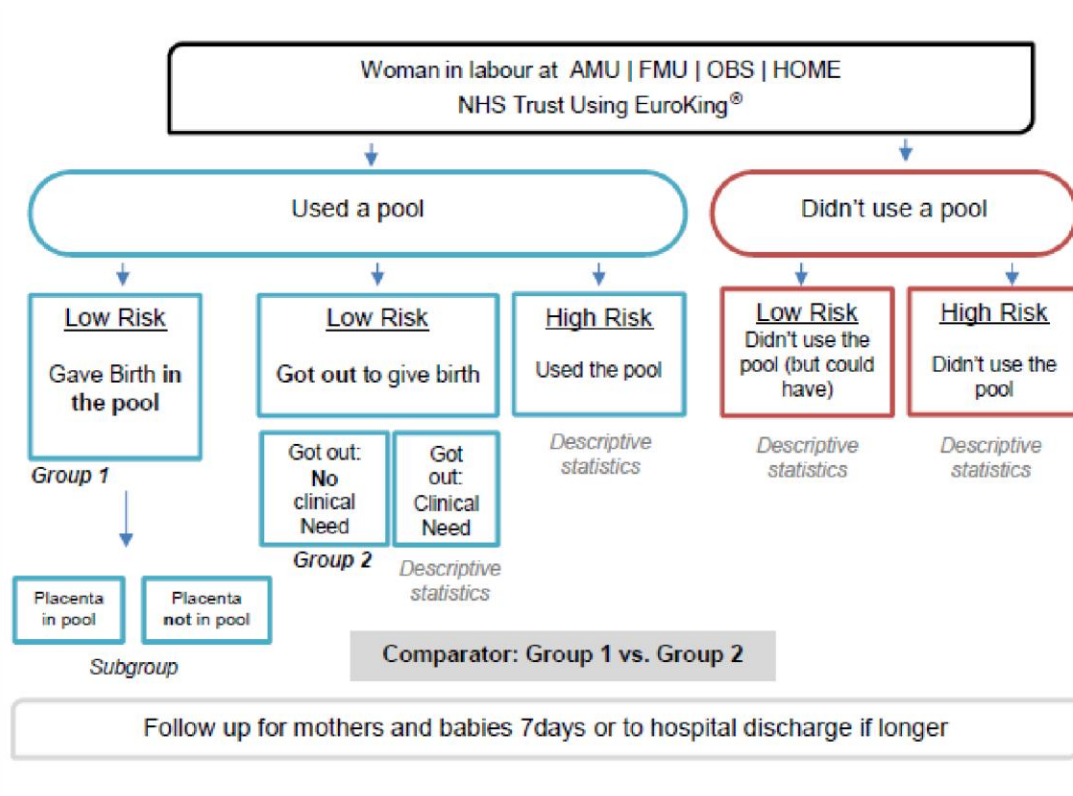 Woman in labour at AMU | FMU | OBS | HOME
NHS Trust Using EuroKing®
Used a pool
Didn't use a pool
Low Risk
Gave Birth in
the pool
Group 1
Low Risk
Got out to give birth
High Risk
Used the pool
Descriptive
statistics
Low Risk
Didn't use the
pool (but could
have)
Descriptive
statistics
High Risk
Didn't use the
pool
Descriptive
statistics
Got out:
No
clinical
Need
Group 2
Got
out:
Clinical
Need
Descriptive
statistics
Placenta
in pool
Placenta
not in pool
Subgroup
Comparator: Group 1 vs. Group 2
Follow up for mothers and babies 7days or to hospital discharge if longer